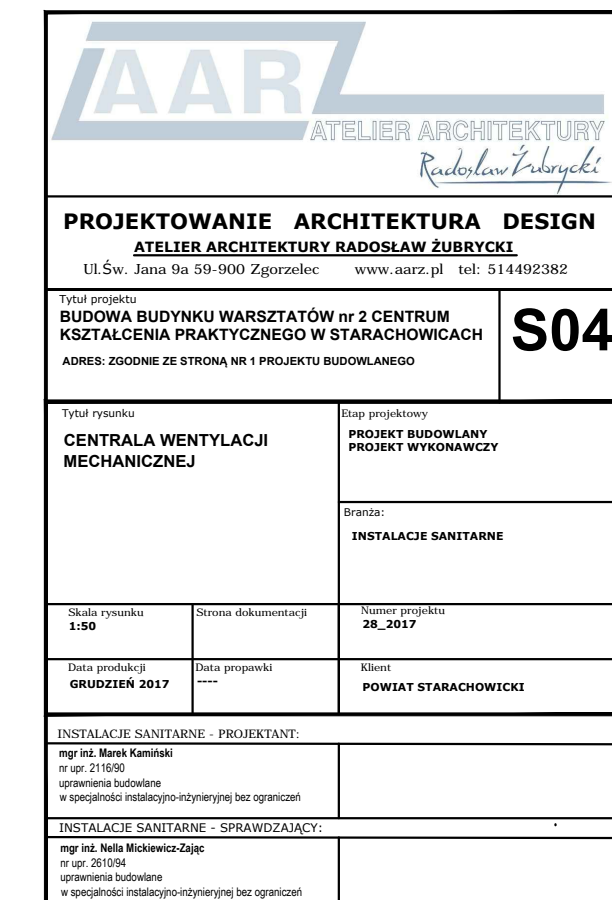 AARZ
ATELIER ARCHITEKTURY
Radosław Żubrycki
PROJEKTOWANIE ARCHITEKTURA DESIGN
ATELIER ARCHITEKTURY RADOSŁAW ŻUBRYCKI
Ul.Św. Jana 9a 59-900 Zgorzelec www.aarz.pl tel: 514492382
Tytuł projektu
BUDOWA BUDYNKU WARSZTATÓW nr 2 CENTRUM
KSZTAŁCENIA PRAKTYCZNEGO W STARACHOWICACH
ADRES: ZGODNIE ZE STRONĄ NR 1 PROJEKTU BUDOWLANEGO
S04
Tytuł rysunku
CENTRALA WENTYLACJI
MECHANICZNEJ
Etap projektowy
PROJEKT BUDOWLANY
PROJEKT WYKONAWCZY
Branża:
INSTALACJE SANITARNE
Skala rysunku
1:50
Strona dokumentacji
Numer projektu
28_2017
Data produkcji
GRUDZIEŃ 2017
Data propawki
----
Klient
POWIAT STARACHOWICKI
INSTALACJE SANITARNE - PROJEKTANT:
mgr inż. Marek Kamiński
nr upr. 2116/90
uprawnienia budowlane
w specjalności instalacyjno-inżynieryjnej bez ograniczeń
INSTALACJE SANITARNE - SPRAWDZAJĄCY:
mgr inż. Nella Mickiewicz-Zając
nr upr. 2610/94
uprawnienia budowlane
w specjalności instalacyjno-inżynieryjnej bez ograniczeń